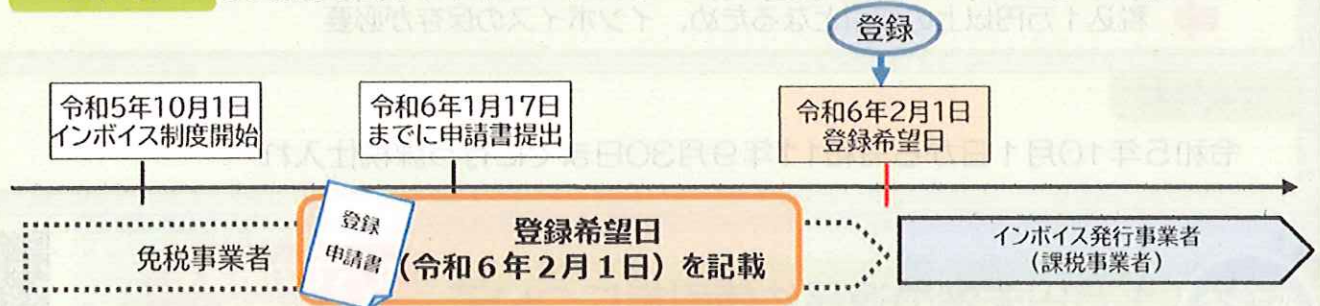 登録
令和5年10月1日
インボイス制度開始
令和6年1月17日
までに申請書提出
令和6年2月1日
登録希望日
免税事業者
登録
申請書
登録希望日
(令和6年2月1日)を記載
インボイス発行事業者
(課税事業者)